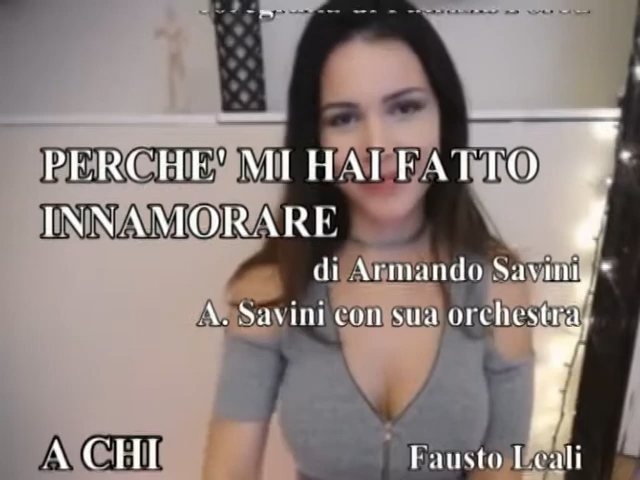 PERCHE' MI HAI FATTO
INNAMORARE
di Armando Savini
A. Savini con sua orchestra
A CHI Fausto Leali